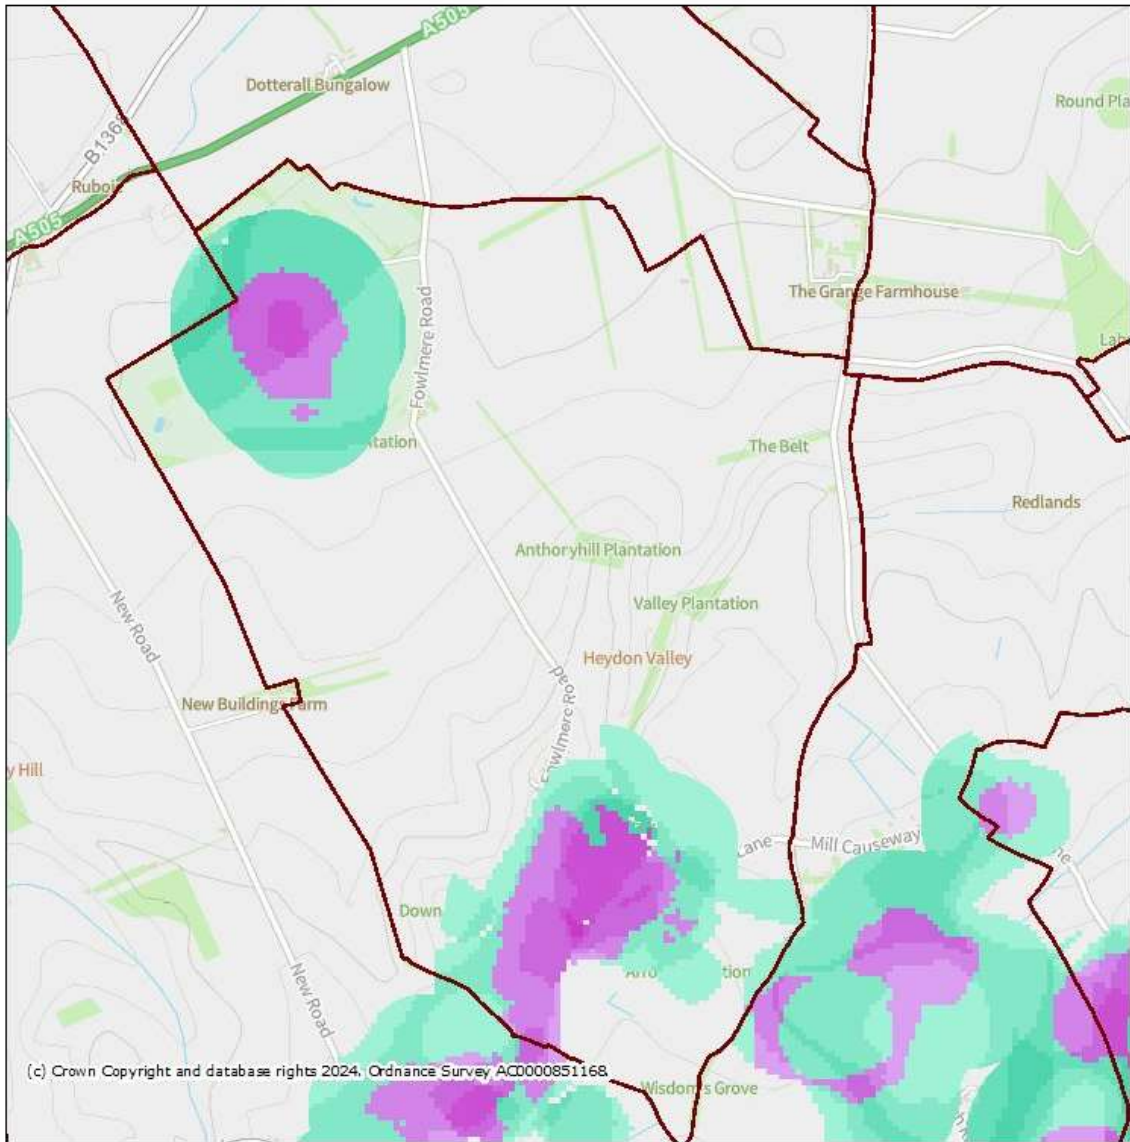 A505
Dotterall Bungalow
Round Pla
B1368
A505
The Grange Farmhouse
Fowlmere Road
tation
The Belt
Redlands
Anthoryhill Plantation
Valley Plantation
New Road
Heydon Valley
New Buildings Farm
Fowlmere Road
y Hill
Lane
Mill Causeway
ne
Down
tion
New Road
(c) Crown Copyright and database rights 2024. Ordnance Survey AC0000851168.
Wisdom's Grove